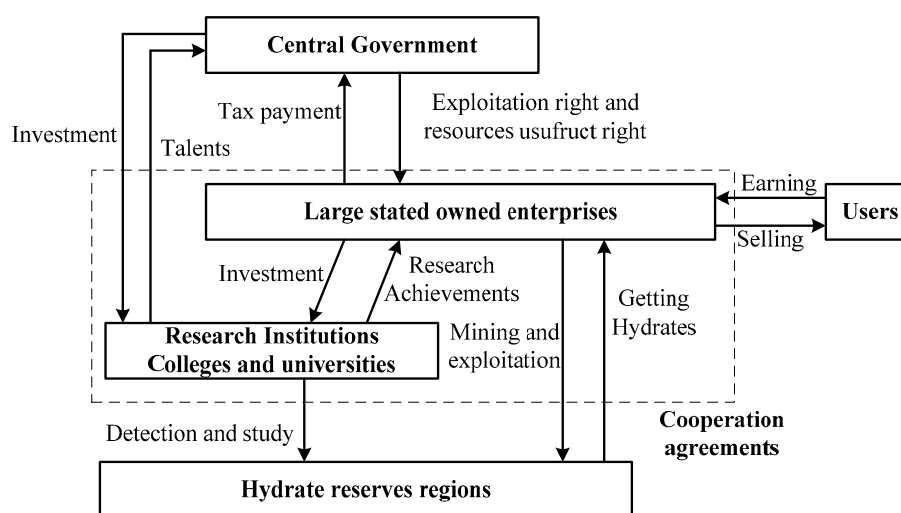 Central Government
Investment
Talents
Tax payment
Exploitation right and
resources usufruct right
Large stated owned enterprises
Earning
Users
Selling
Investment
Research
Achievements
Getting
Hydrates
Mining and
exploitation
Research Institutions
Colleges and universities
Detection and study
Cooperation
agreements
Hydrate reserves regions